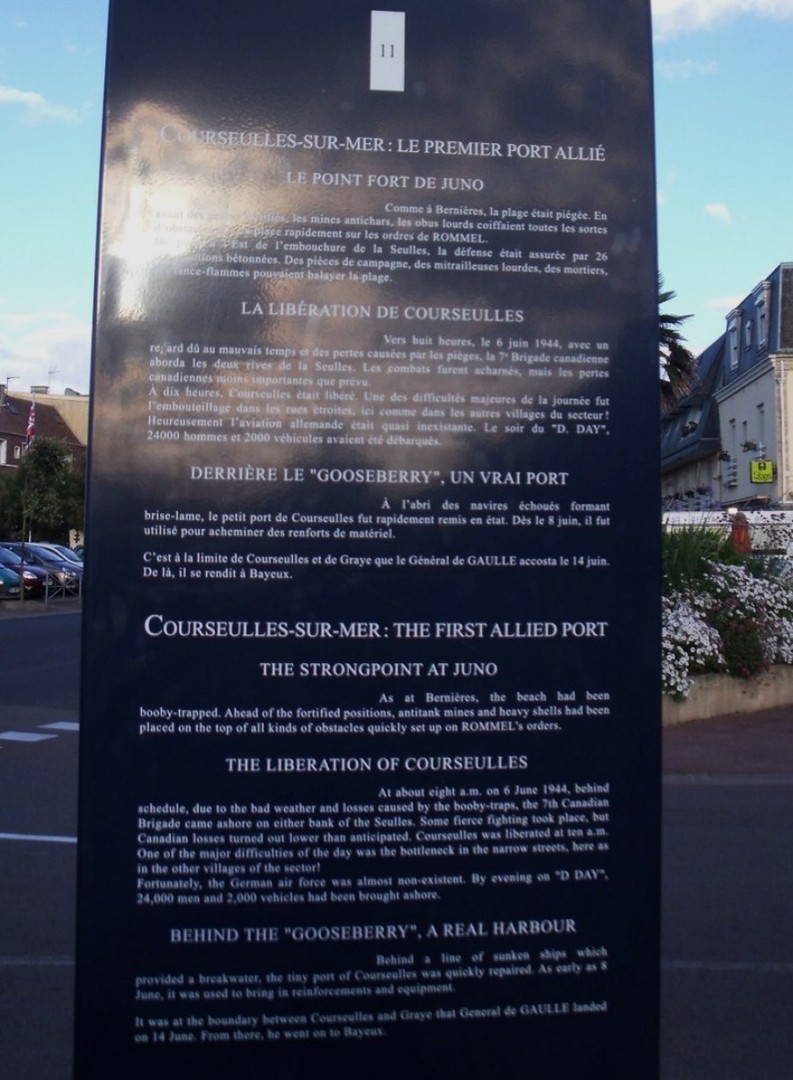 11
COURSEULLES-SUR-MER : LE PREMIER PORT ALLIÉ
LE POINT FORT DE JUNO
Comme à Bernières, la plage était piégée. En
avant des les mines antichars, les obus lourds coiffaient toutes les sortes
d'obstacles place rapidement sur les ordres de ROMMEL.
Est de l'embouchure de la Seulles, la défense était assurée par 26
bétonnées. Des pièces de campagne, des mitrailleuses lourdes, des mortiers,
lance-flammes pouvaient balayer la plage.
LA LIBÉRATION DE COURSEULLES
Vers huit heures, le 6 juin 1944, avec un
regard dû au mauvais temps et des pertes causées par les pièges, la 7e Brigade canadienne
aborda les deux rives de la Seulles. Les combats furent acharnés, mais les pertes
canadiennes moins importantes que prévu.
À dix heures, Courseulles était libéré. Une des difficultés majeures de la journée fut
l'embouteillage dans les rues étroites, ici comme dans les autres villages du secteur !
Heureusement l'aviation allemande était quasi inexistante. Le soir du "D. DAY",
24000 hommes et 2000 véhicules avaient été débarqués.
DERRIÈRE LE "GOOSEBERRY", UN VRAI PORT
À l'abri des navires échoués formant
brise-lame, le petit port de Courseulles fut rapidement remis en état. Dès le 8 juin, il fut
utilisé pour acheminer des renforts de matériel.
C'est à la limite de Courseulles et de Graye que le Général de GAULLE accosta le 14 juin.
De là, il se rendit à Bayeux.
COURSEULLES-SUR-MER : THE FIRST ALLIED PORT
THE STRONGPOINT AT JUNO
As at Bernières, the beach had been
booby-trapped. Ahead of the fortified positions, antitank mines and heavy shells had been
placed on the top of all kinds of obstacles quickly set up on ROMMEL's orders.
THE LIBERATION OF COURSEULLES
At about eight a.m. on 6 June 1944, behind
schedule, due to the bad weather and losses caused by the booby-traps, the 7th Canadian
Brigade came ashore on either bank of the Seulles. Some fierce fighting took place, but
Canadian losses turned out lower than anticipated. Courseulles was liberated at ten a.m.
One of the major difficulties of the day was the bottleneck in the narrow streets, here as
in the other villages of the sector!
Fortunately, the German air force was almost non-existent. By evening on "D DAY",
24,000 men and 2,000 vehicles had been brought ashore.
BEHIND THE "GOOSEBERRY", A REAL HARBOUR
Behind a line of sunken ships which
provided a breakwater, the tiny port of Courseulles was quickly repaired. As early as 8
June, it was used to bring in reinforcements and equipment.
It was at the boundary between Courseulles and Graye that General de GAULLE landed
on 14 June. From there, he went on to Bayeux.